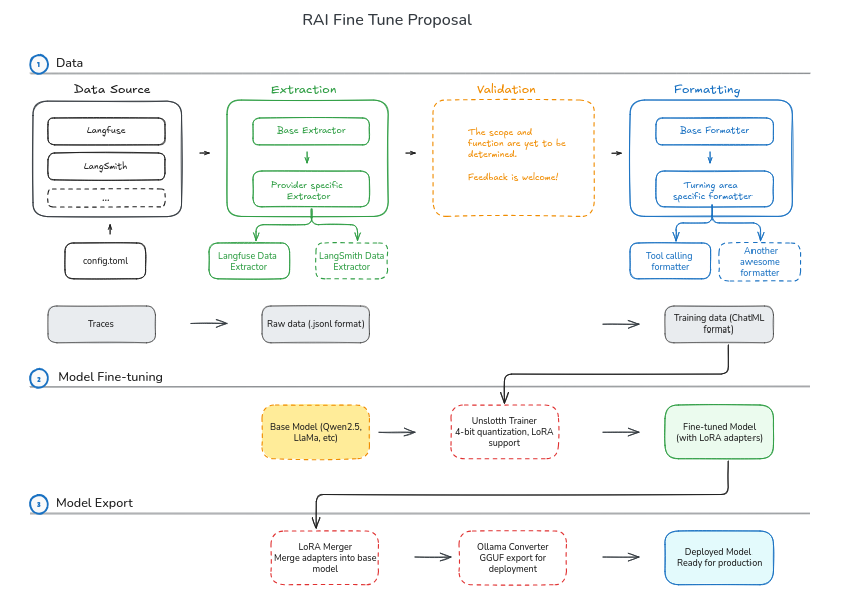 RAI Fine Tune Proposal
1
Data
Data Source
Extraction
Validation
Formatting
Langfuse
LangSmith
...
config.toml
Base Extractor
Provider specific
Extractor
Langfuse Data
Extractor
LangSmith Data
Extractor
The scope and
function are yet to be
determined.
Feedback is welcome!
Base Formatter
Turning area
specific formatter
Tool calling
formatter
Another
awesome
formatter
Traces
Raw data (.jsonl format)
Training data (ChatML
format)
2
Model Fine-tuning
Base Model (Qwen2.5,
LlaMa, etc)
Unslotth Trainer
4-bit quantization, LoRA
support
Fine-tuned Model
(with LoRA adapters)
3
Model Export
LoRA Merger
Merge adapters into base
model
Ollama Converter
GGUF export for
deployment
Deployed Model
Ready for production